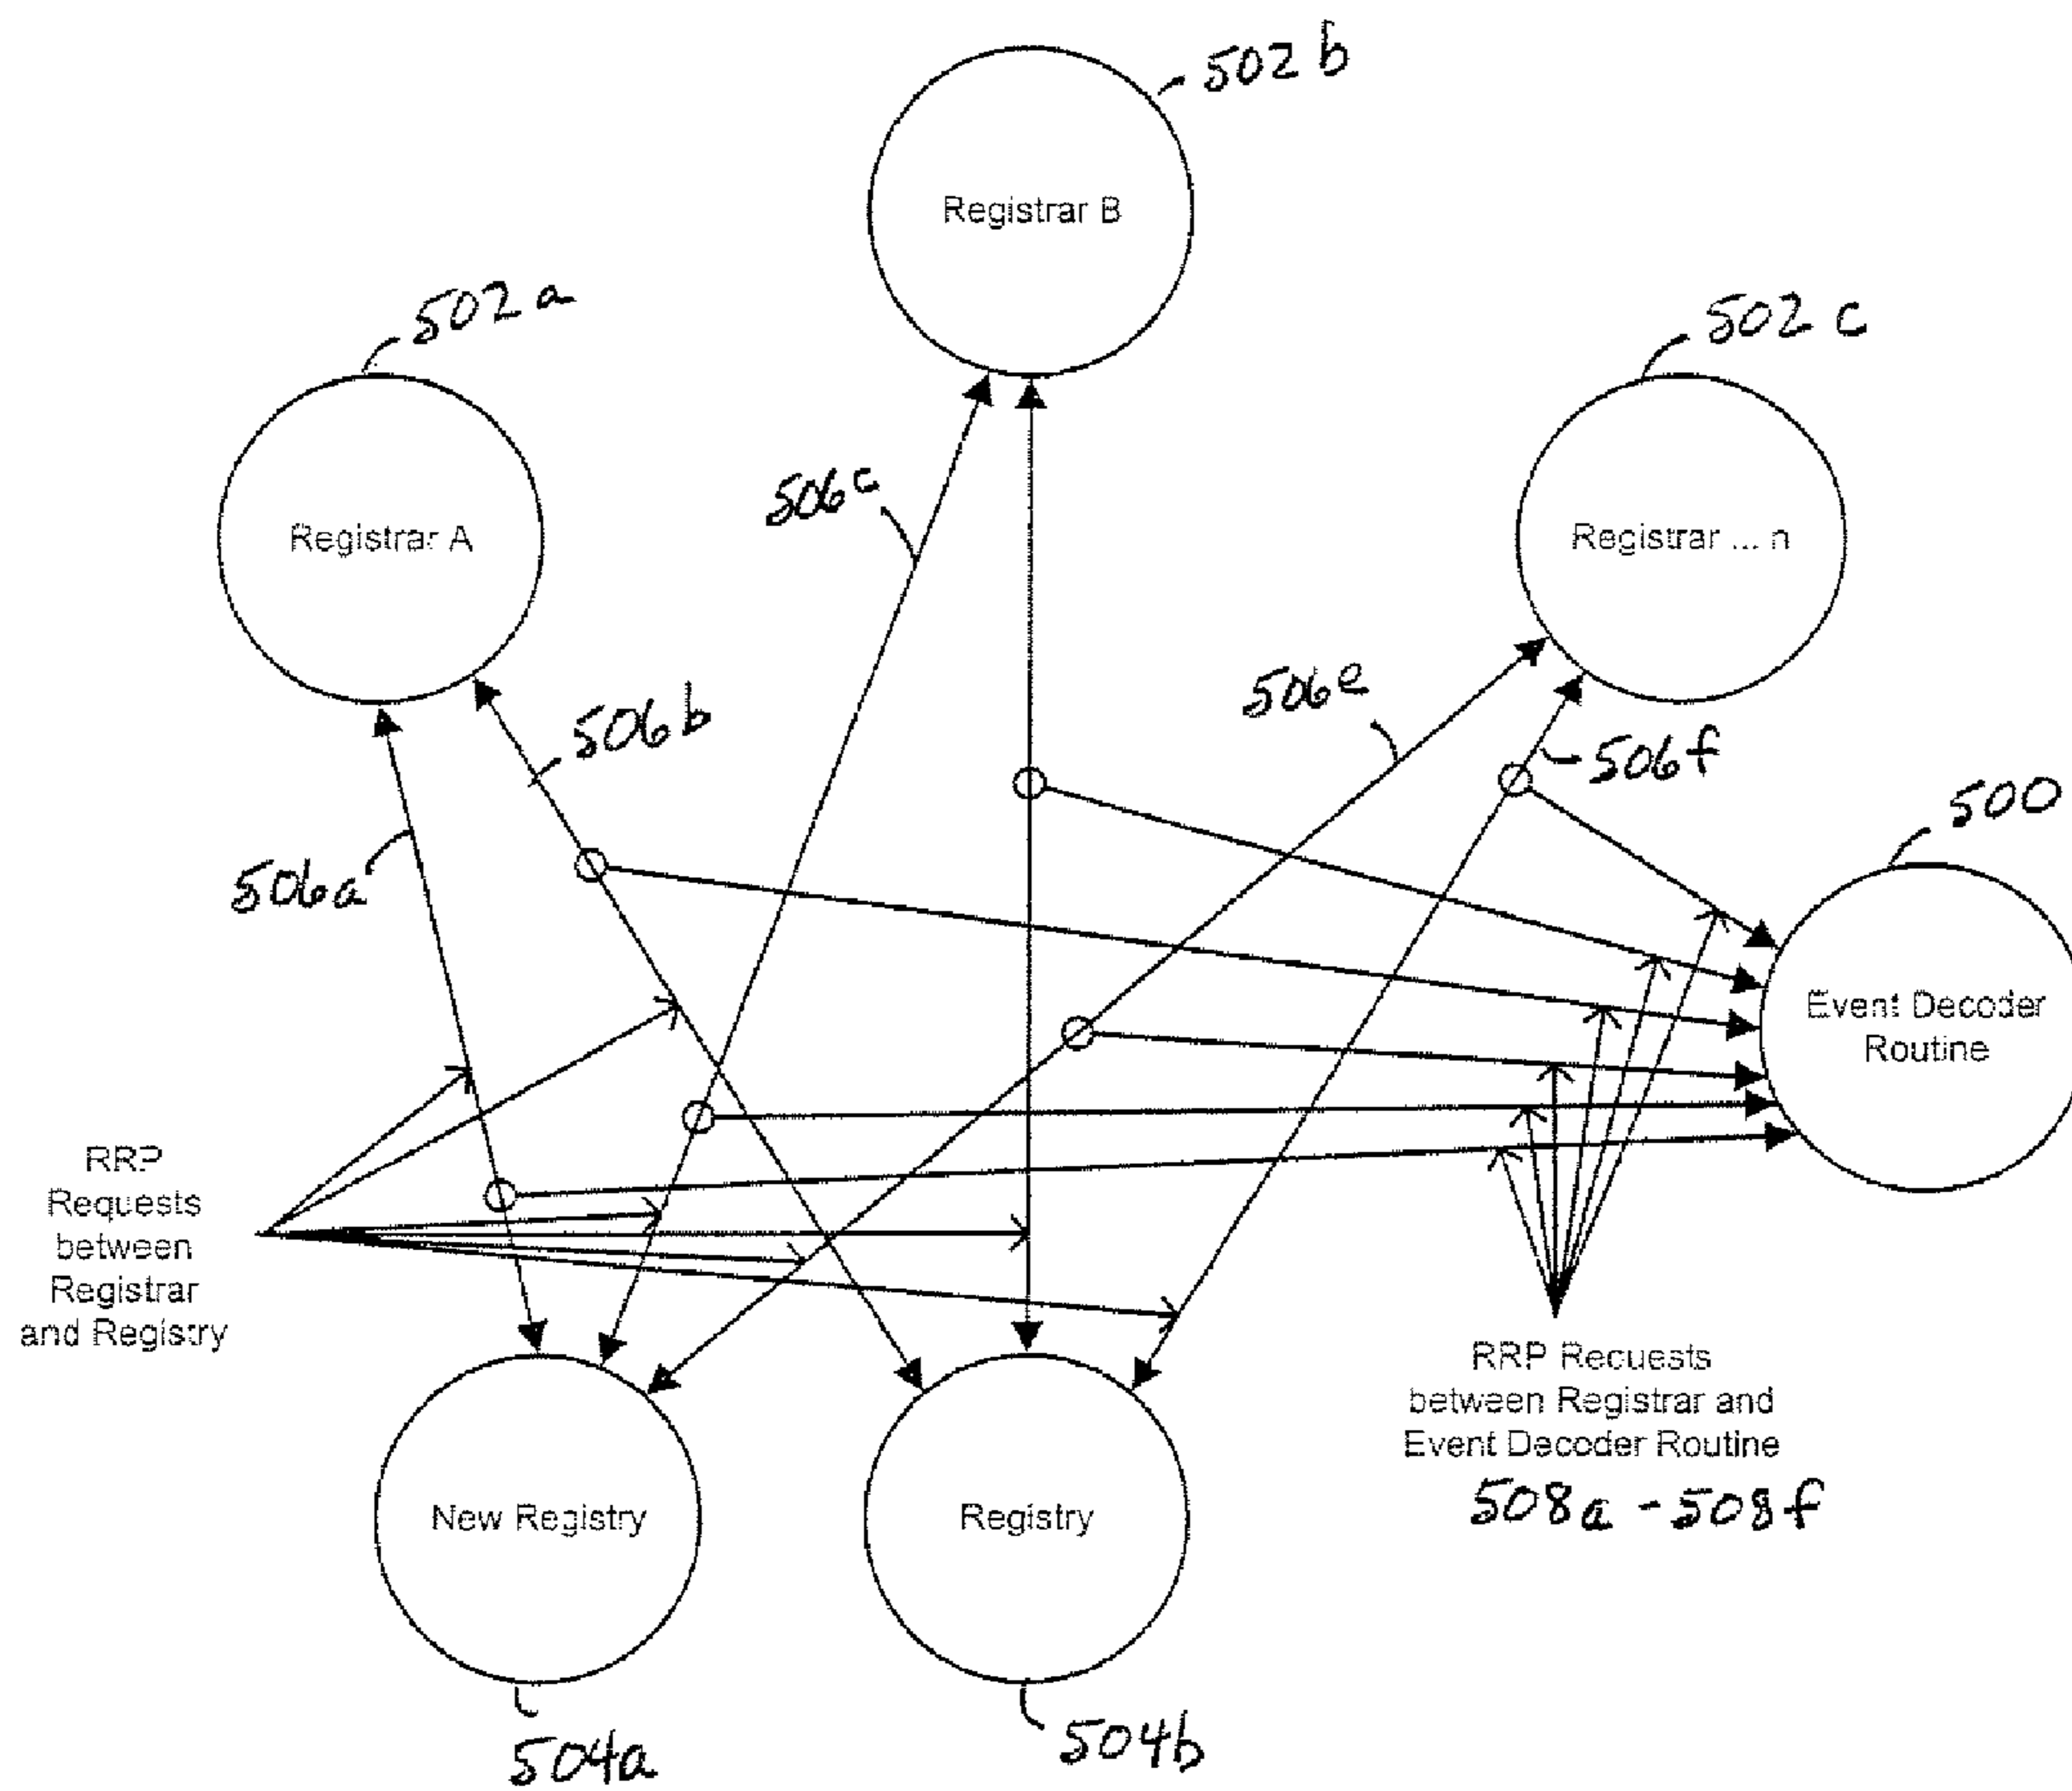 502b
Registrar B
502a
502c
Registrar A
Registrar ... n
506c
506b
506e
506f
500
506a
Event Decoder
Routine
RRP
Requests
between
Registrar
and Registry
RRP Requests
between Registrar and
Event Decoder Routine
508a - 508f
New Registry
Registry
504a
504b